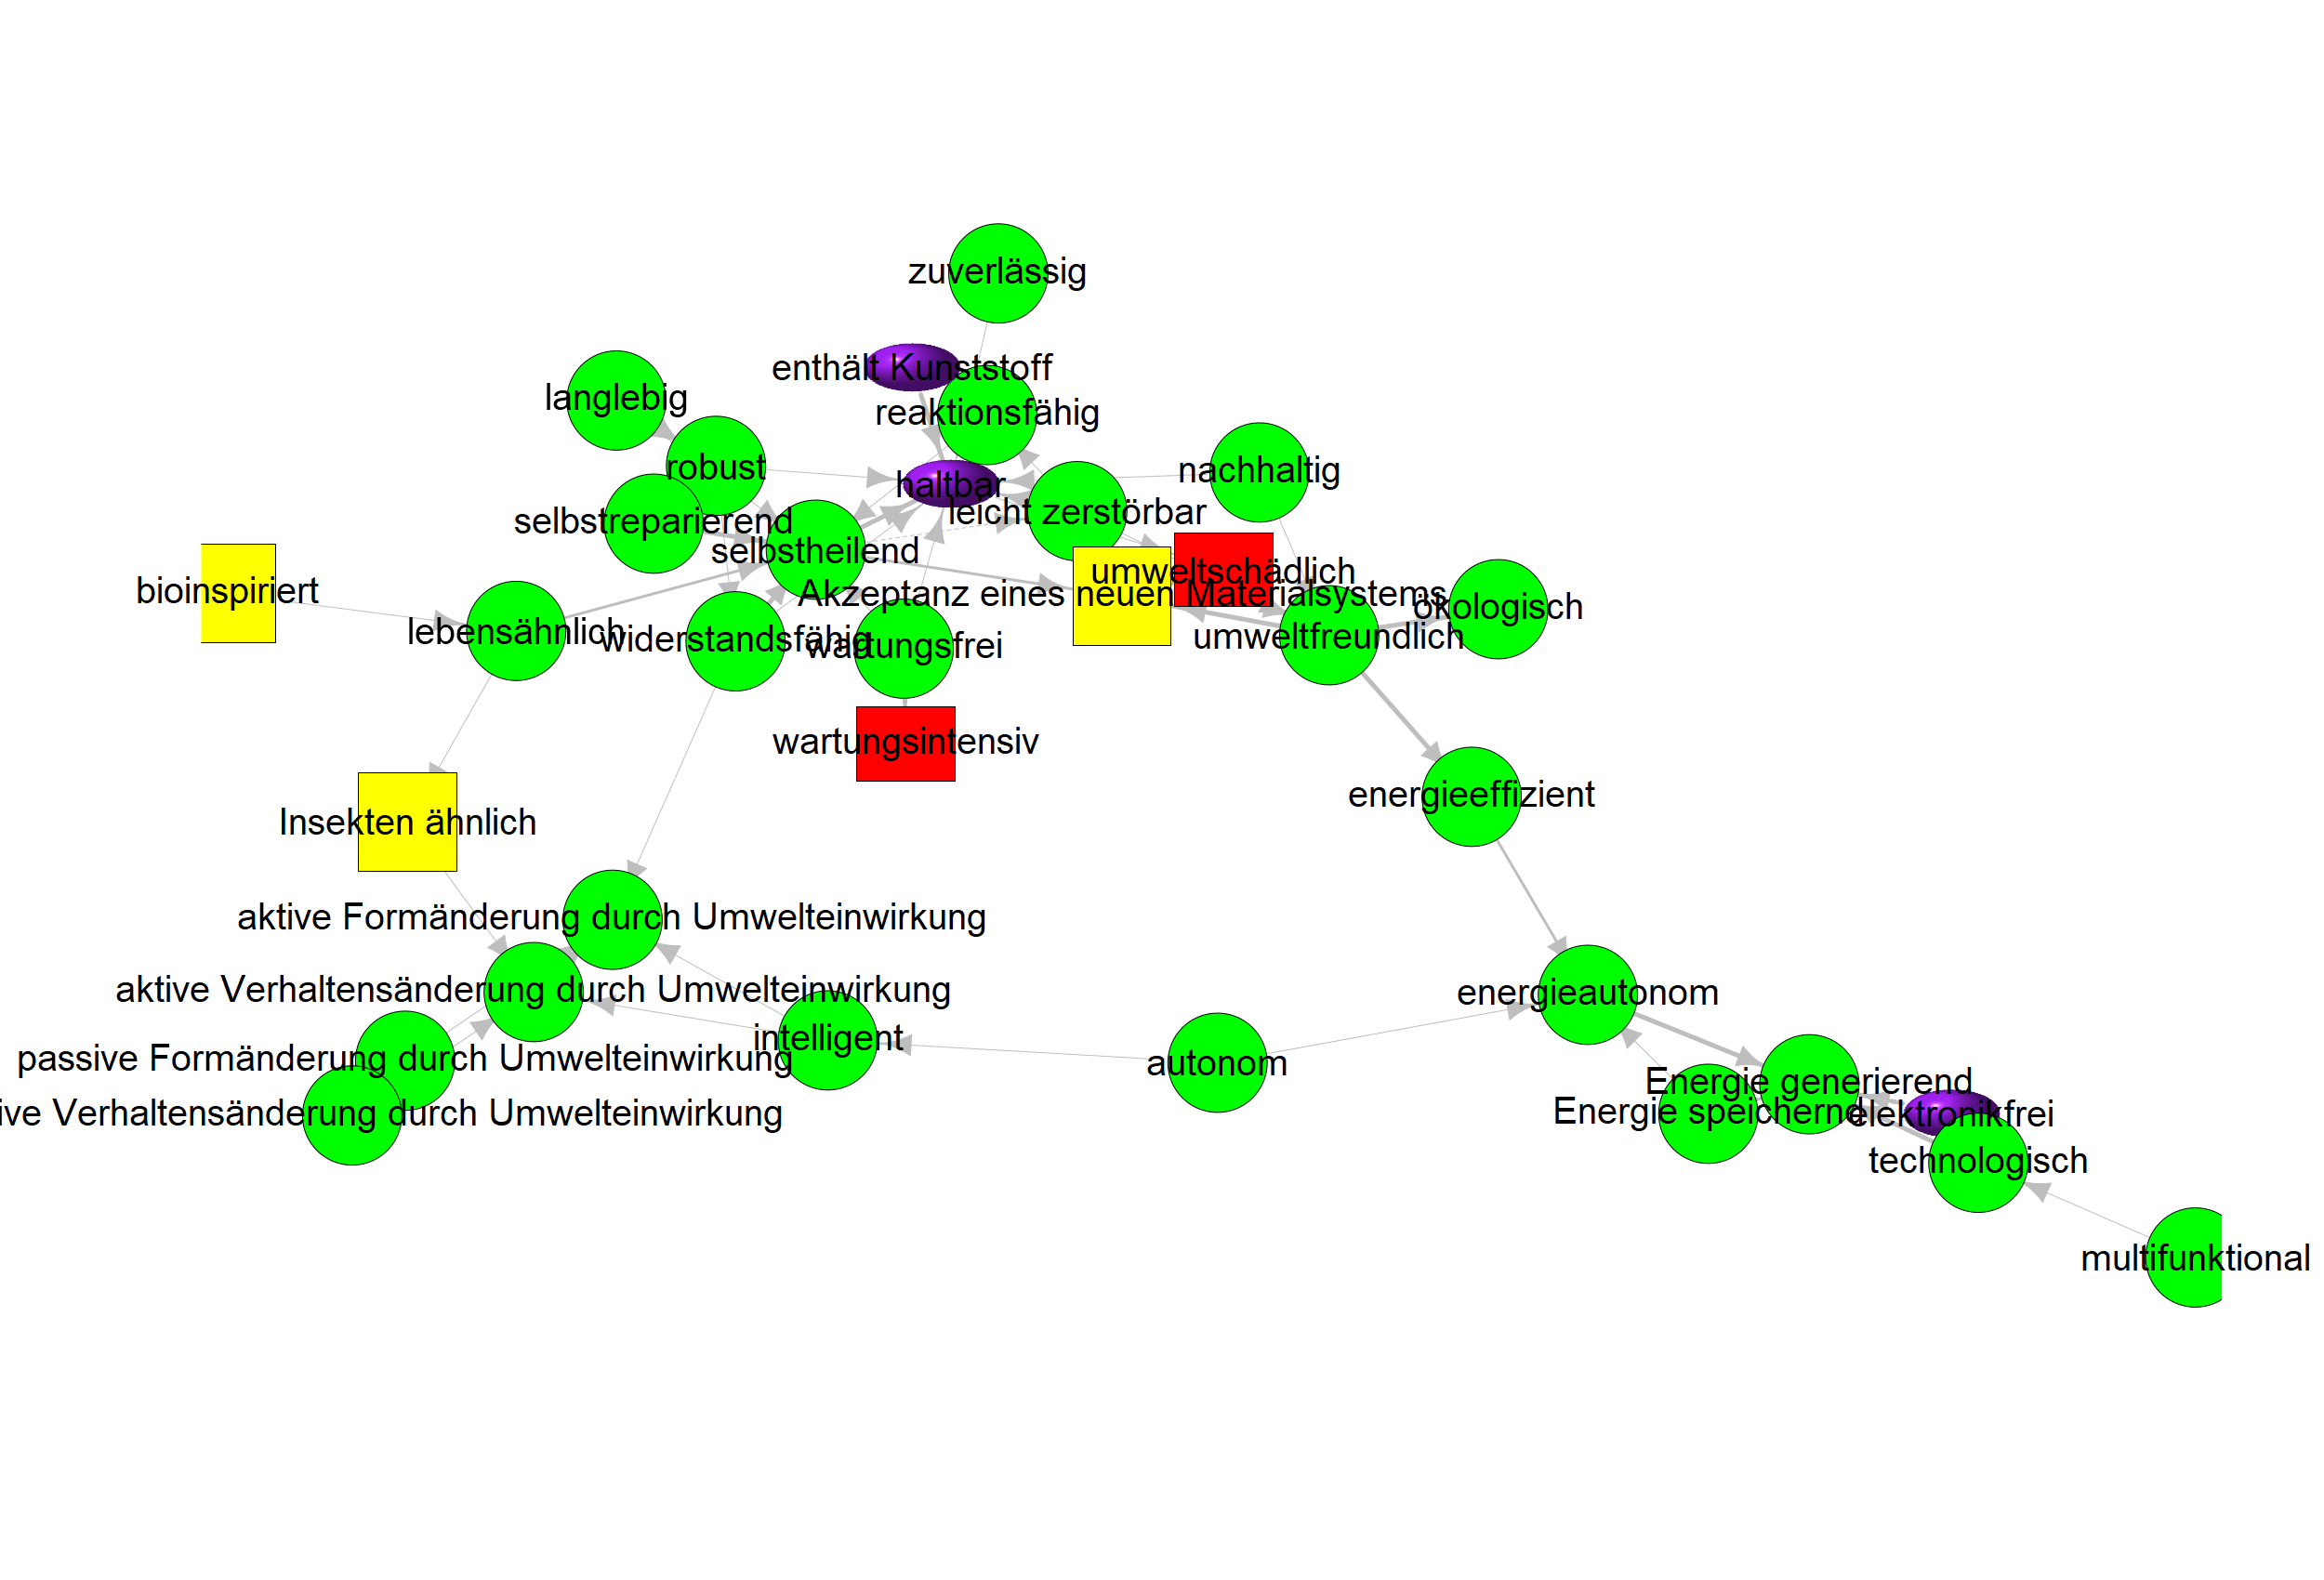 zuverlässig
enthält Kunststoff
langlebig
reaktionsfähig
robust
nachhaltig
haltbar
leicht zerstörbar
selbstreparierend
selbstheilend
umweltschädlich
bioinspiriert
Akzeptanz eines neuen Materialsystems
ökologisch
lebensähnlich
widerstandsfähig
wartungsfrei
umweltfreundlich
wartungsintensiv
energieeffizient
Insekten ähnlich
aktive Formänderung durch Umwelteinwirkung
aktive Verhaltensänderung durch Umwelteinwirkung
energieautonom
intelligent
passive Formänderung durch Umwelteinwirkung
autonom
Energie generierend
ive Verhaltensänderung durch Umwelteinwirkung
Energie speichernd
elektronikfrei
technologisch
multifunktional